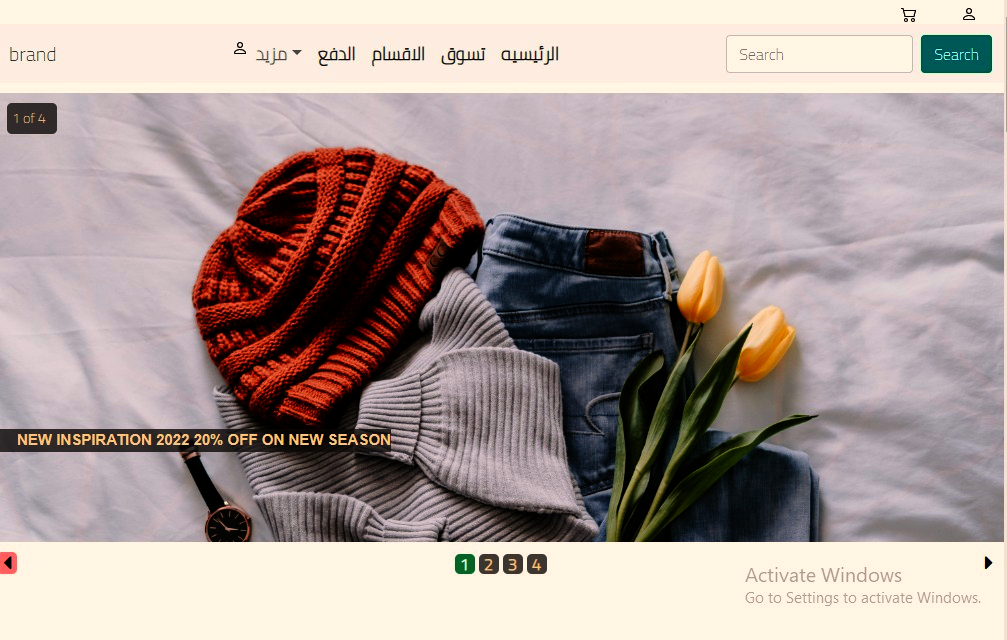 brand
الرئيسيه تسوق الاقسام الدفع مزيد
Search
Search
1 of 4
NEW INSPIRATION 2022 20% OFF ON NEW SEASON
1 2 3 4
Activate Windows
Go to Settings to activate Windows.